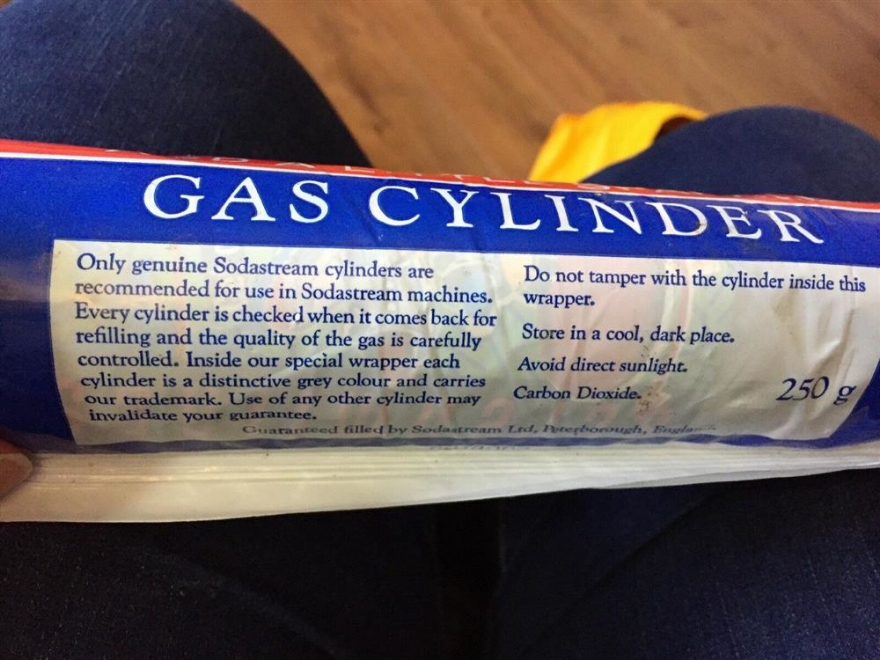 GAS CYLINDER
Only genuine Sodastream cylinders are
recommended for use in Sodastream machines.
Every cylinder is checked when it comes back for
refilling and the quality of the gas is carefully
controlled. Inside our special wrapper each
cylinder is a distinctive grey colour and carries
our trademark. Use of any other cylinder may
invalidate your guarantee.
Do not tamper with the cylinder inside this
wrapper.
Store in a cool, dark place.
Avoid direct sunlight.
Carbon Dioxide.
250 g
Guaranteed filled by Sodastream Ltd, Peterborough, England